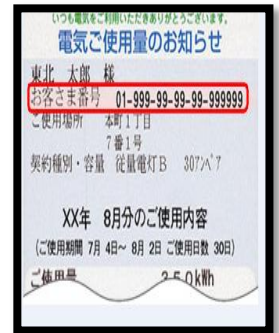 いつも電気をご利用いただきありがとうございます。
電気ご使用量のお知らせ
東北 太郎 様
お客さま番号 01-999-99-99-99-999999
ご使用場所 本町1丁目
7番1号
契約種別・容量 従量電灯B 30アンペア
XX年 8月分のご使用内容
(ご使用期間 7月 4日~ 8月 2日 ご使用日数 30日)
ご使用量 350kWh